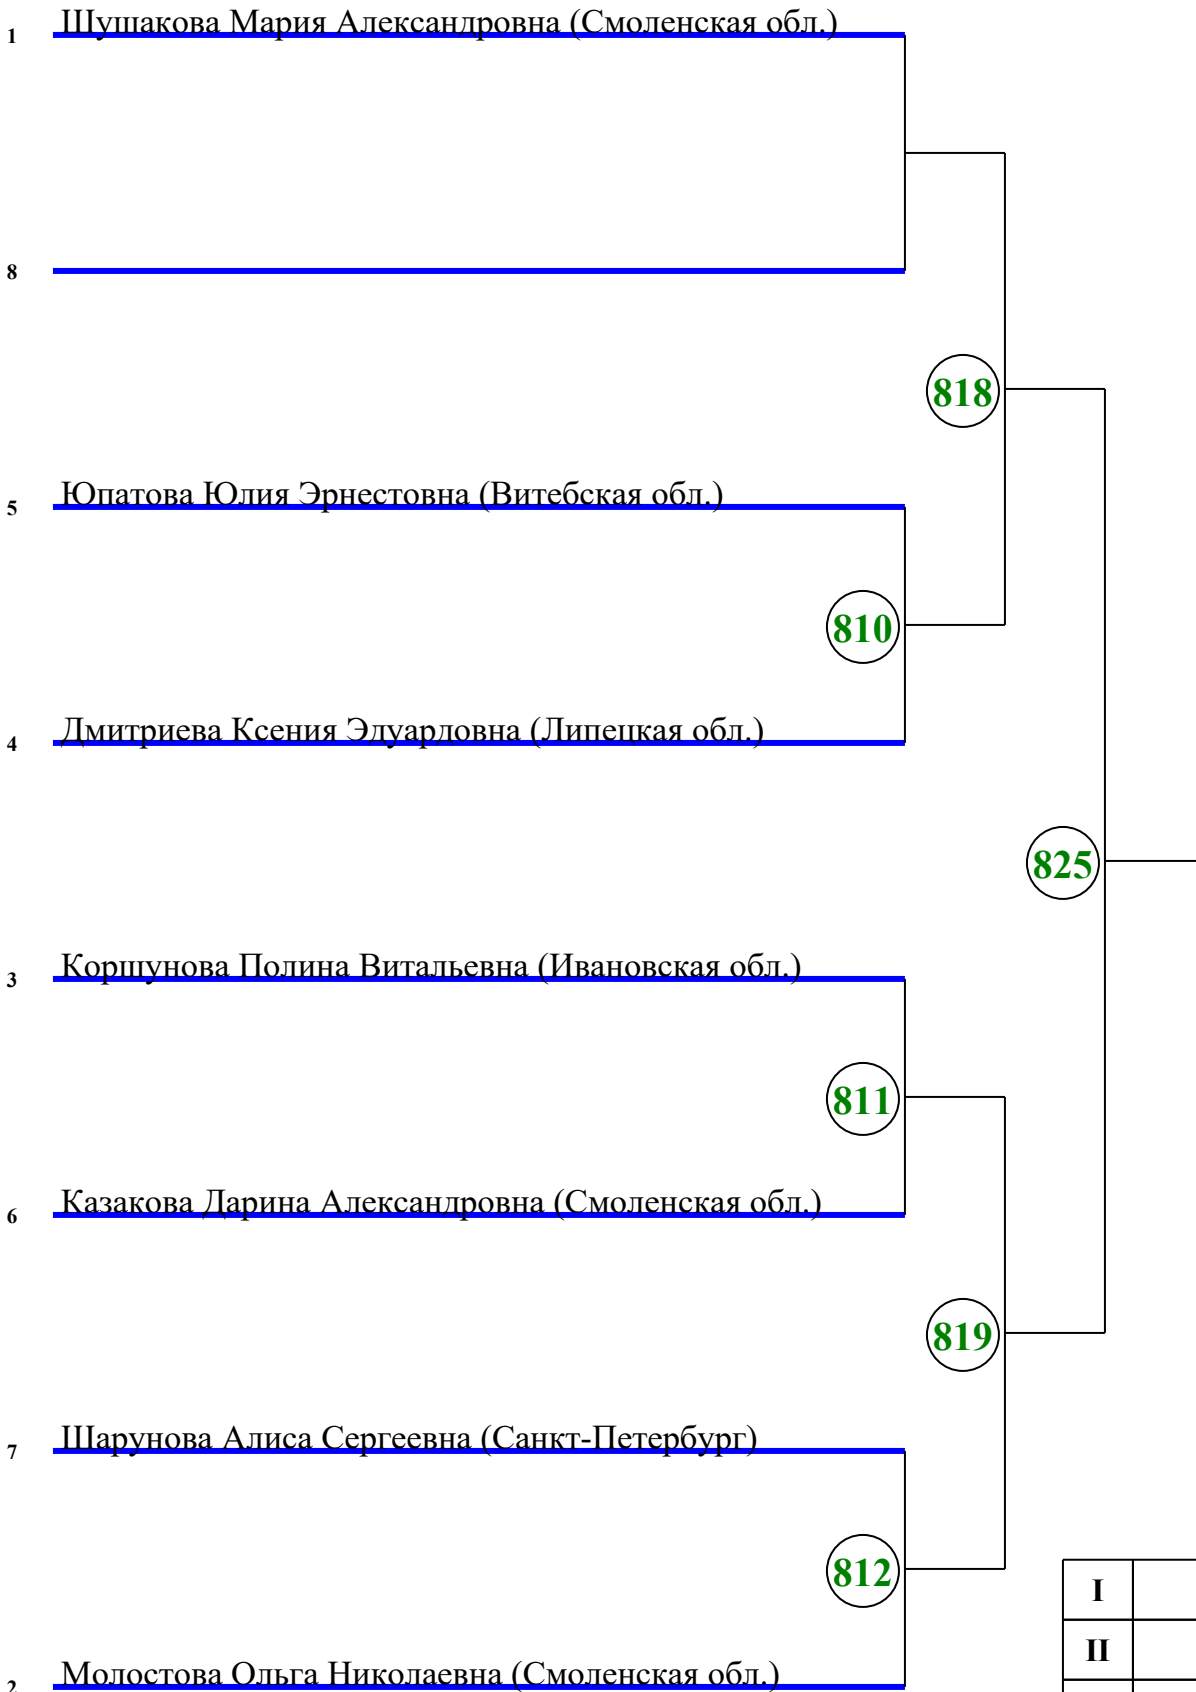 1 Шушакова Мария Александровна (Смоленская обл.)
8
818
5 Юпатова Юлия Эрнестовна (Витебская обл.)
810
4 Дмитриева Ксения Эдуардовна (Липецкая обл.)
825
3 Коршунова Полина Витальевна (Ивановская обл.)
811
6 Казакова Дарина Александровна (Смоленская обл.)
819
7 Шарунова Алиса Сергеевна (Санкт-Петербург)
812
I
II
2 Молостова Ольга Николаевна (Смоленская обл.)